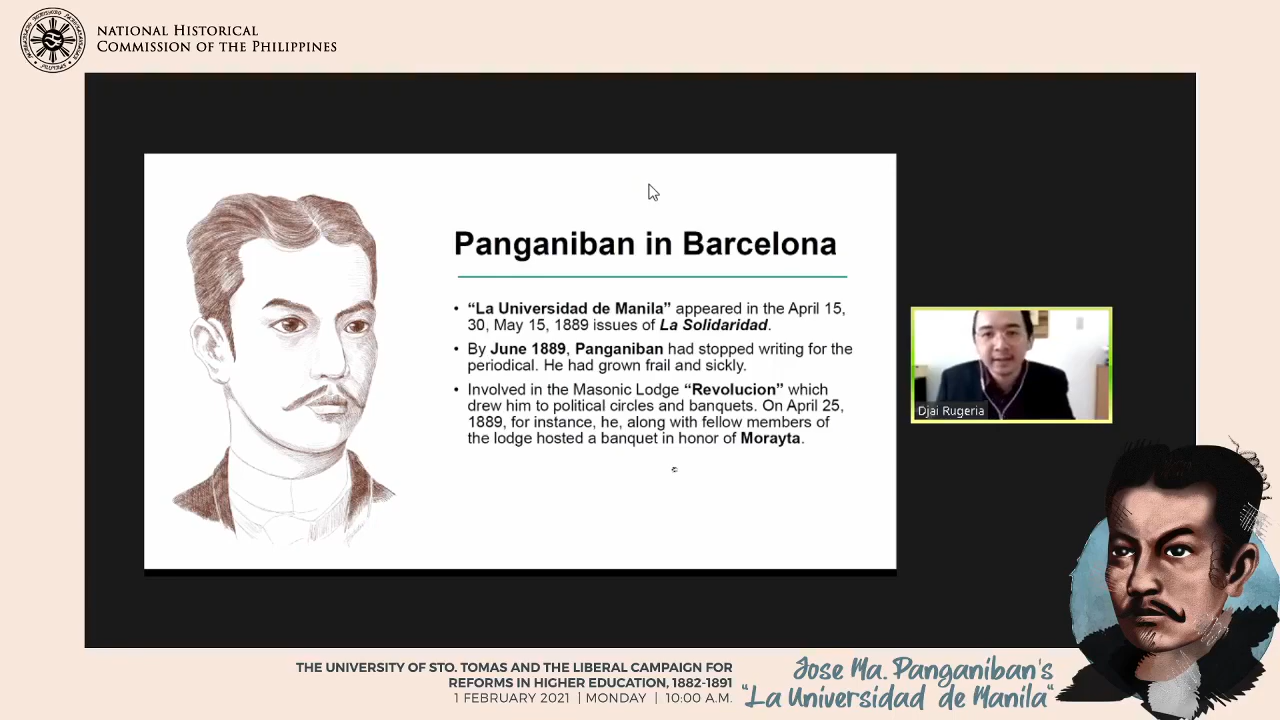 NATIONAL HISTORICAL
COMMISSION OF THE PHILIPPINES
Panganiban in Barcelona
• “La Universidad de Manila” appeared in the April 15,
30, May 15, 1889 issues of La Solidaridad.
• By June 1889, Panganiban had stopped writing for the
periodical. He had grown frail and sickly.
• Involved in the Masonic Lodge “Revolucion” which
drew him to political circles and banquets. On April 25,
1889, for instance, he, along with fellow members of
the lodge hosted a banquet in honor of Morayta.
Djai Rugeria
THE UNIVERSITY OF STO. TOMAS AND THE LIBERAL CAMPAIGN FOR
REFORMS IN HIGHER EDUCATION, 1882-1891
1 FEBRUARY 2021 | MONDAY | 10:00 A.M.
Jose Ma. Panganiban's
"La Universidad de Manila"